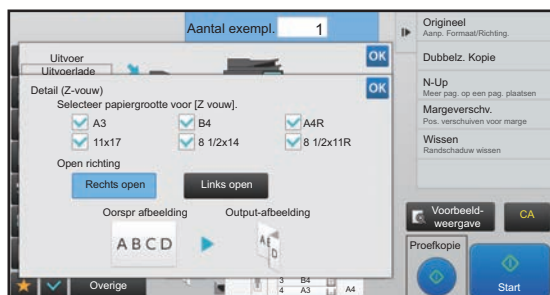 Aantal exempl. 1
Uitvoer
Uitvoerlade
OK
Detail (Z-vouw)
OK
Selecteer papiergrootte voor [Z vouw].
A3
B4
A4R
11x17
8 1/2x14
8 1/2x11R
Open richting
Rechts open
Links open
Oorspr afbeelding
Output-afbeelding
ABCD
A E D
Overige
3 B4
4 A3
A4
Origineel
Aanp. Formaat/Richting.
Dubbelz. Kopie
N-Up
Meer pag. op een pag. plaatsen
Margeverschv.
Pos. verschuiven voor marge
Wissen
Randschaduw wissen
Voorbeeld-
weergave
CA
Proefkopie
Start